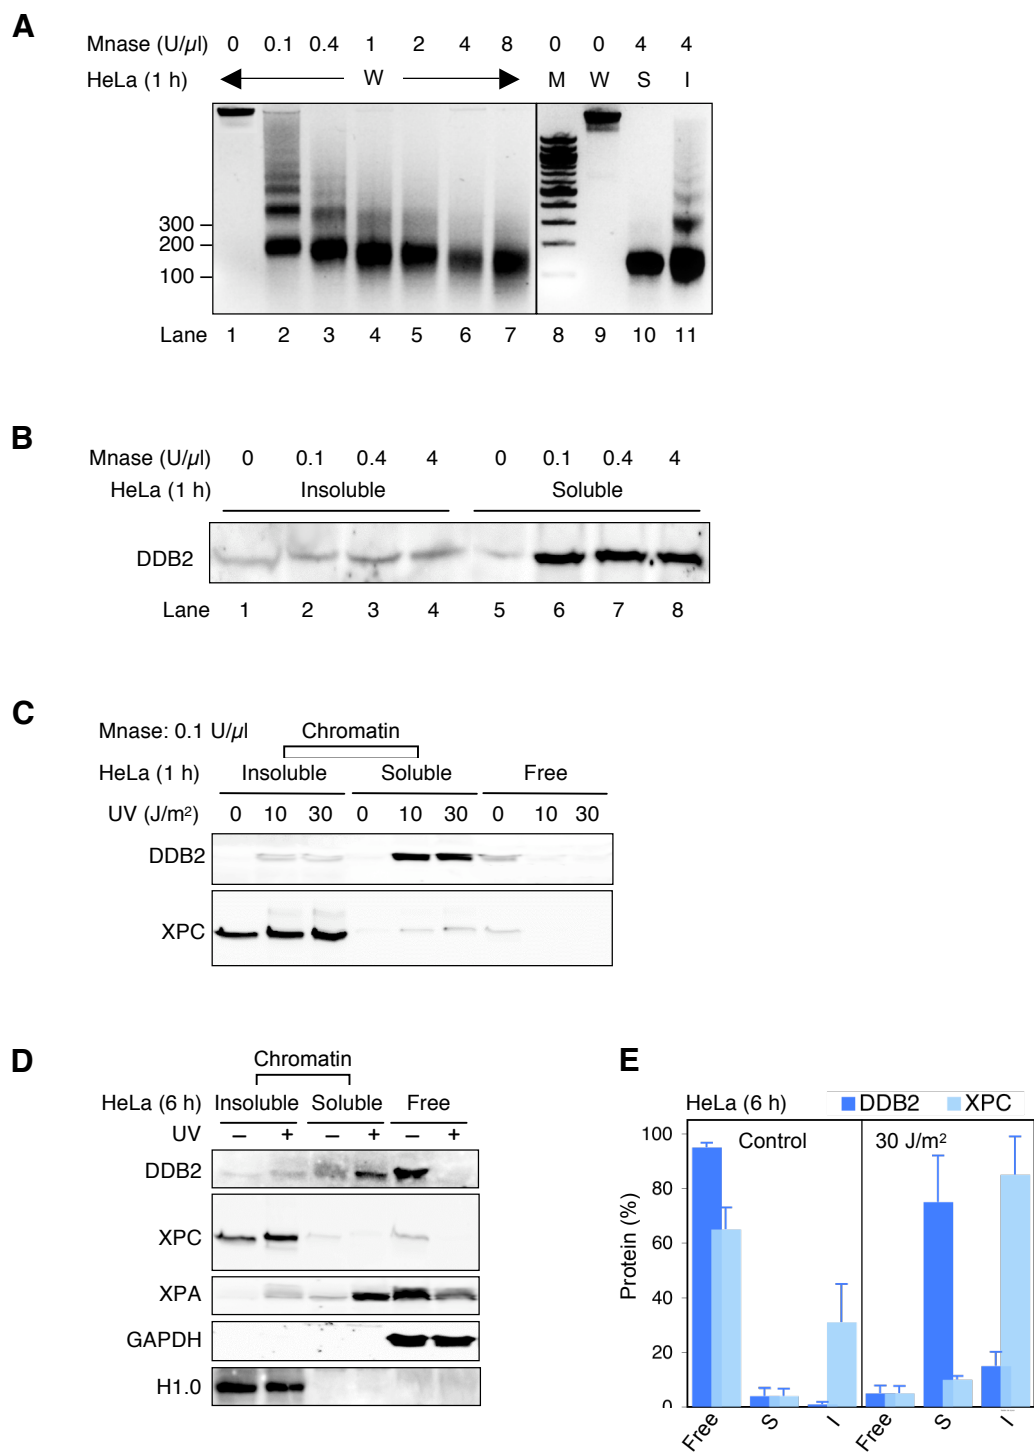 A
Mnase (U/µl) 0 0.1 0.4 1 2 4 8 0 0 4 4
HeLa (1 h) W M W S I
300
200
100
Lane 1 2 3 4 5 6 7 8 9 10 11
B
Mnase (U/µl) 0 0.1 0.4 4 0 0.1 0.4 4
HeLa (1 h) Insoluble Soluble
DDB2
Lane 1 2 3 4 5 6 7 8
C
Mnase: 0.1 U/µl Chromatin
HeLa (1 h) Insoluble Soluble Free
UV (J/m²) 0 10 30 0 10 30 0 10 30
DDB2
XPC
D
Chromatin
HeLa (6 h) Insoluble Soluble Free
UV – + – + – +
DDB2
XPC
XPA
GAPDH
H1.0
E
HeLa (6 h) DDB2 XPC
Control 30 J/m²
Protein (%)
100
80
60
40
20
0
Free S I Free S I